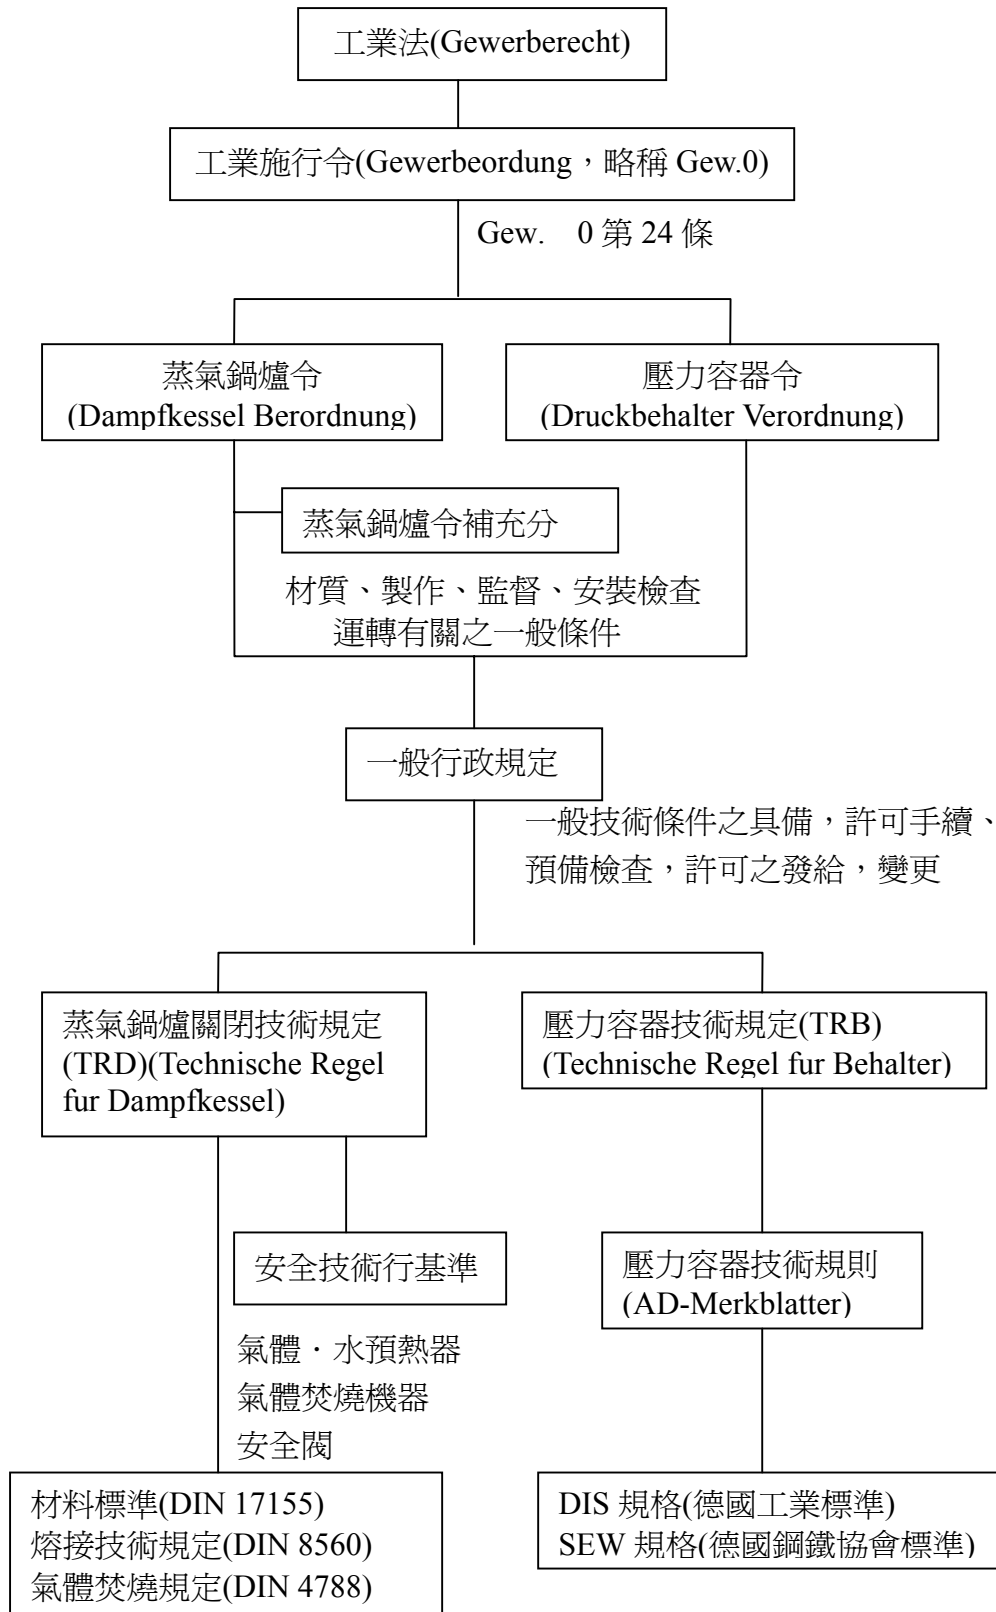 工業法(Gewerberecht)
工業施行令(Gewerbeordung，略稱 Gew.0)
Gew. 0 第 24 條
蒸氣鍋爐令
(Dampfkessel Berordnung)
壓力容器令
(Druckbehalter Verordnung)
蒸氣鍋爐令補充分
材質、製作、監督、安裝檢查
運轉有關之一般條件
一般行政規定
一般技術條件之具備，許可手續、
預備檢查，許可之發給，變更
蒸氣鍋爐關閉技術規定
(TRD)(Technische Regel
fur Dampfkessel)
壓力容器技術規定(TRB)
(Technische Regel fur Behalter)
安全技術行基準
壓力容器技術規則
(AD-Merkblatter)
氣體．水預熱器
氣體焚燒機器
安全閥
材料標準(DIN 17155)
熔接技術規定(DIN 8560)
氣體焚燒規定(DIN 4788)
DIS 規格(德國工業標準)
SEW 規格(德國鋼鐵協會標準)